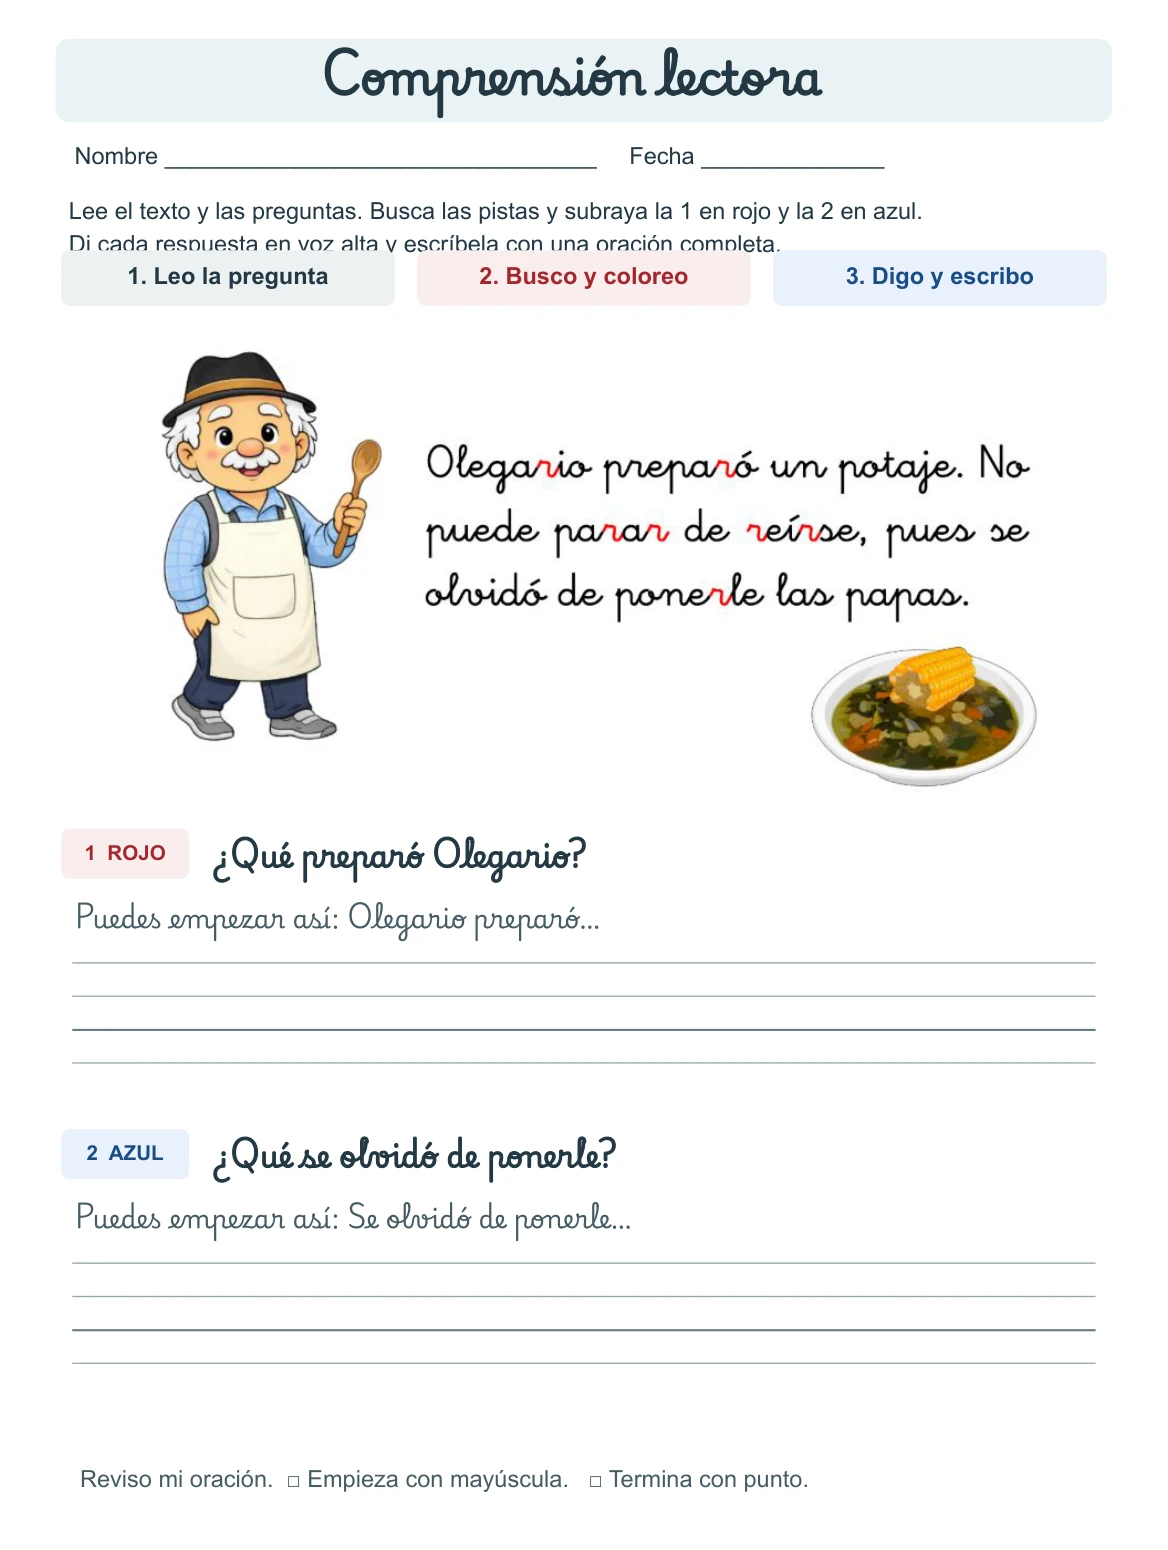 Comprensión lectora
Nombre _________________________________ Fecha ______________
Lee el texto y las preguntas. Busca las pistas y subraya la 1 en rojo y la 2 en azul.
Di cada respuesta en voz alta y escríbela con una oración completa.
1. Leo la pregunta
2. Busco y coloreo
3. Digo y escribo
Olegario preparó un potaje. No
puede parar de reírse, pues se
olvidó de ponerle las papas.
1 ROJO ¿Qué preparó Olegario?
Puedes empezar así: Olegario preparó...
2 AZUL ¿Qué se olvidó de ponerle?
Puedes empezar así: Se olvidó de ponerle...
Reviso mi oración. □ Empieza con mayúscula. □ Termina con punto.